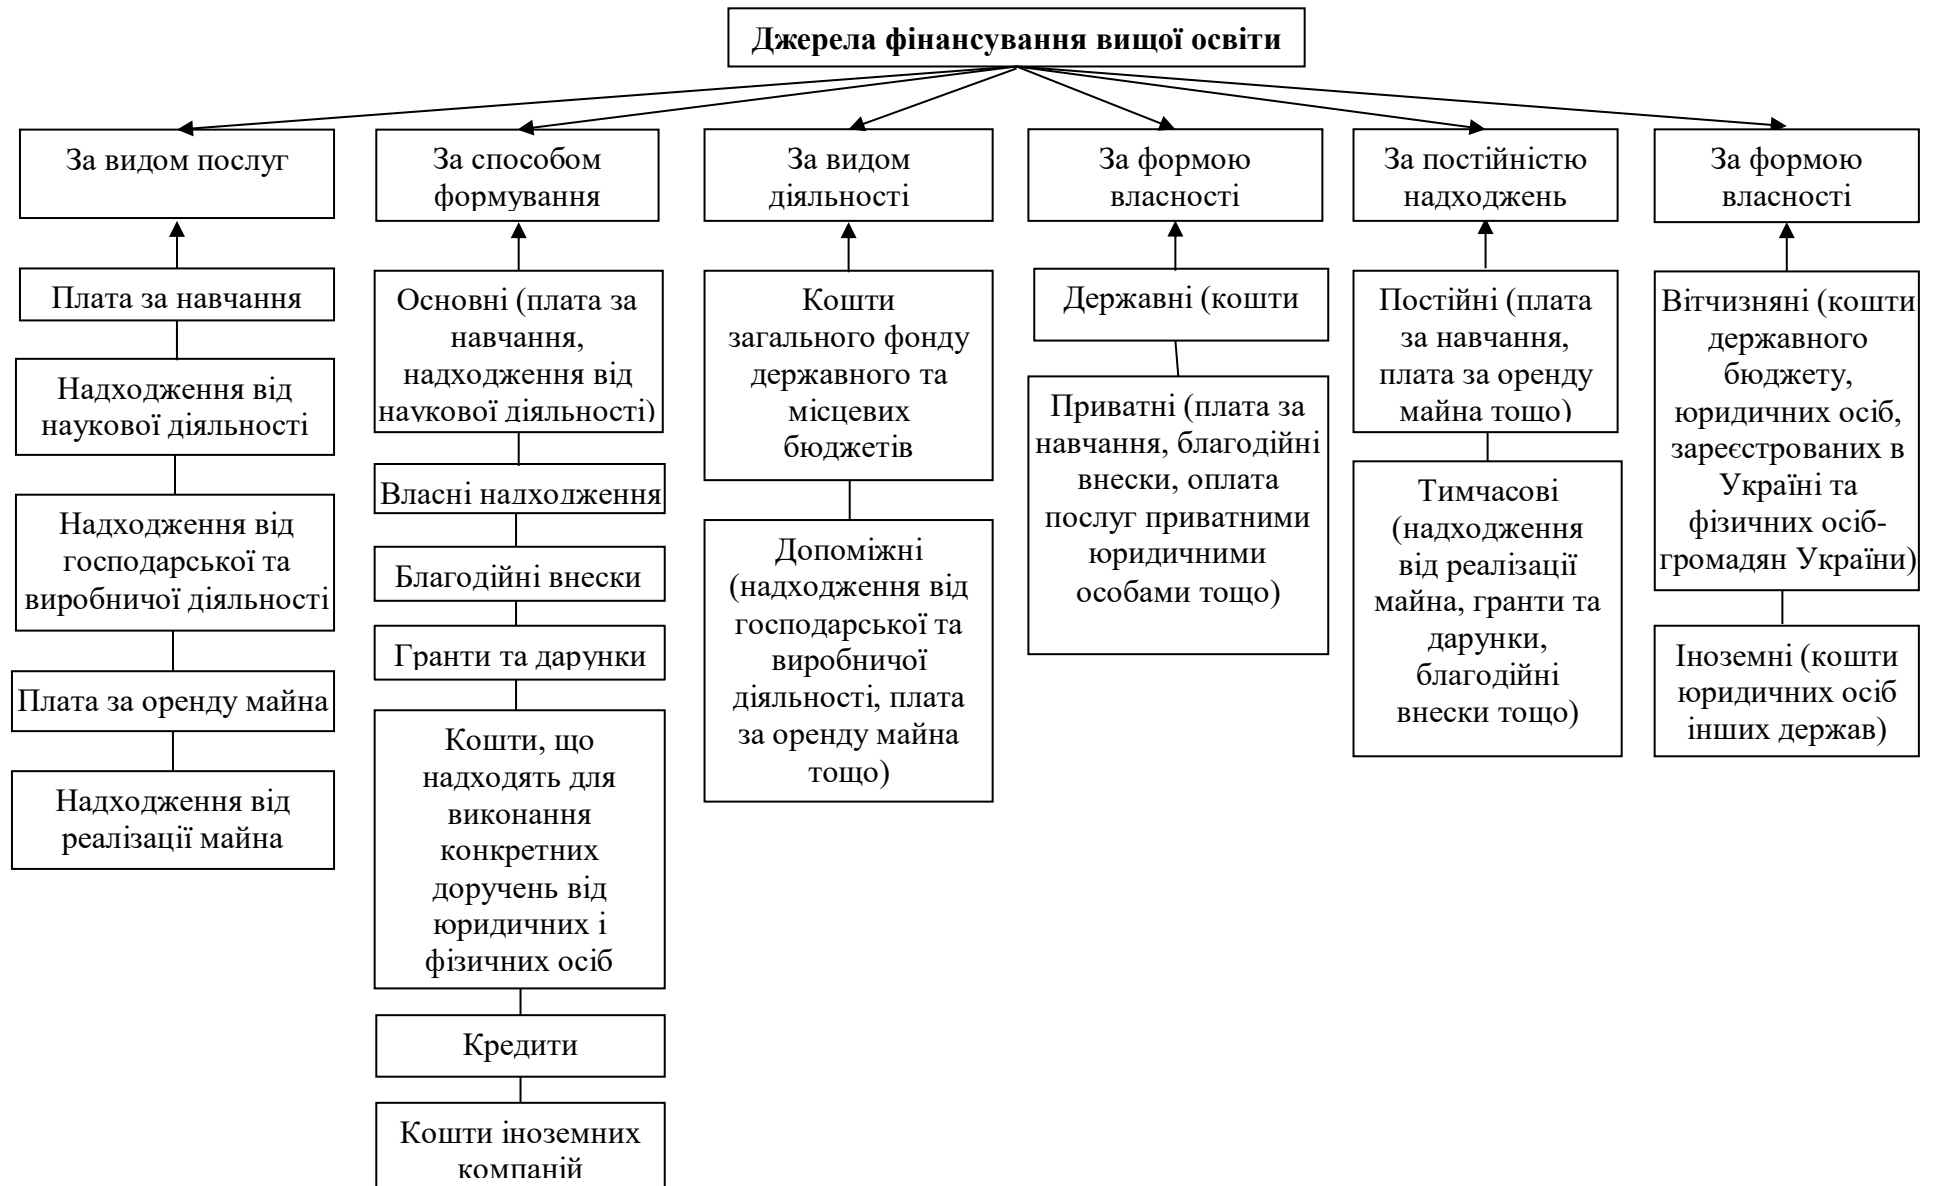 Джерела фінансування вищої освіти
За видом послуг
Плата за навчання
Надходження від
наукової діяльності
Надходження від
господарської та
виробничої діяльності
Плата за оренду майна
Надходження від
реалізації майна
За способом
формування
Основні (плата за
навчання,
надходження від
наукової діяльності)
Власні надходження
Благодійні внески
Гранти та дарунки
Кошти, що
надходять для
виконання
конкретних
доручень від
юридичних і
фізичних осіб
Кредити
Кошти іноземних
компаній
За видом
діяльності
Кошти
загального фонду
державного та
місцевих
бюджетів
Допоміжні
(надходження від
господарської та
виробничої
діяльності, плата
за оренду майна
тощо)
За формою
власності
Державні (кошти
Приватні (плата за
навчання, благодійні
внески, оплата
послуг приватними
юридичними
особами тощо)
За постійністю
надходжень
Постійні (плата
за навчання,
плата за оренду
майна тощо)
Тимчасові
(надходження
від реалізації
майна, гранти та
дарунки,
благодійні
внески тощо)
За формою
власності
Вітчизняні (кошти
державного
бюджету,
юридичних осіб,
зареєстрованих в
Україні та
фізичних осіб-
громадян України)
Іноземні (кошти
юридичних осіб
інших держав)